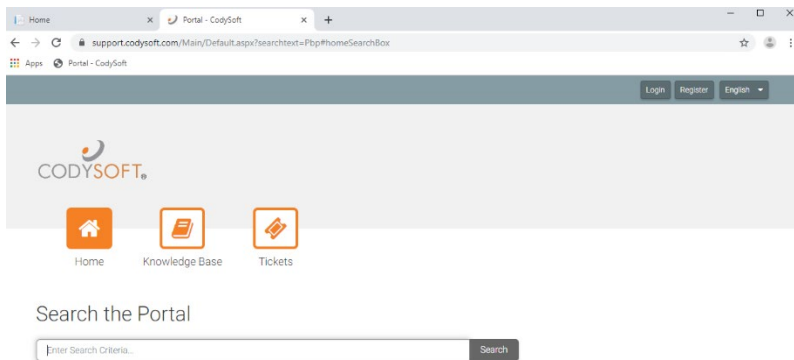 Home
Portal - CodySoft
support.codysoft.com/Main/Default.aspx?searchtext=Pbp#homeSearchBox
Apps Portal - CodySoft
Login Register English
CODYSOFT®
Home Knowledge Base Tickets
Search the Portal
Enter Search Criteria.. Search